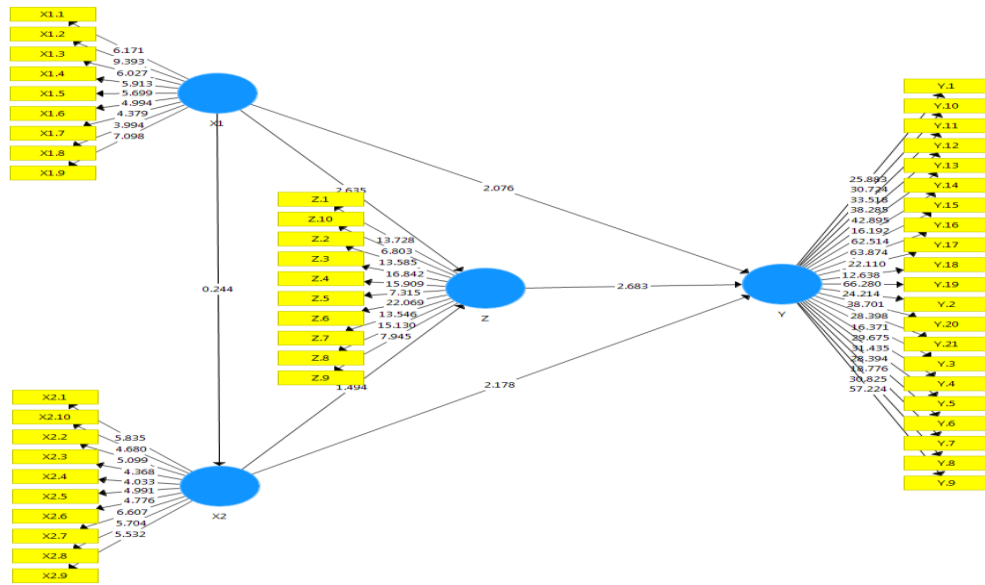 X1.1
X1.2
X1.3
X1.4
X1.5
X1.6
X1.7
X1.8
X1.9
6.171
9.393
6.027
5.913
5.699
4.994
4.379
3.994
7.098
X1
2.635
2.076
0.244
Z.1
Z.10
Z.2
Z.3
Z.4
Z.5
Z.6
Z.7
Z.8
Z.9
13.728
6.803
13.585
16.842
15.909
7.315
22.069
13.546
15.130
7.945
Z
2.683
1.494
2.178
X2.1
X2.10
X2.2
X2.3
X2.4
X2.5
X2.6
X2.7
X2.8
X2.9
5.835
4.680
5.099
4.368
4.033
4.991
4.776
6.607
5.704
5.532
X2
Y
25.883
30.724
33.518
38.285
42.895
16.192
62.514
63.874
22.110
12.638
66.280
24.214
38.701
28.398
16.371
29.675
31.435
28.394
18.776
30.825
57.224
Y.1
Y.10
Y.11
Y.12
Y.13
Y.14
Y.15
Y.16
Y.17
Y.18
Y.19
Y.2
Y.20
Y.21
Y.3
Y.4
Y.5
Y.6
Y.7
Y.8
Y.9